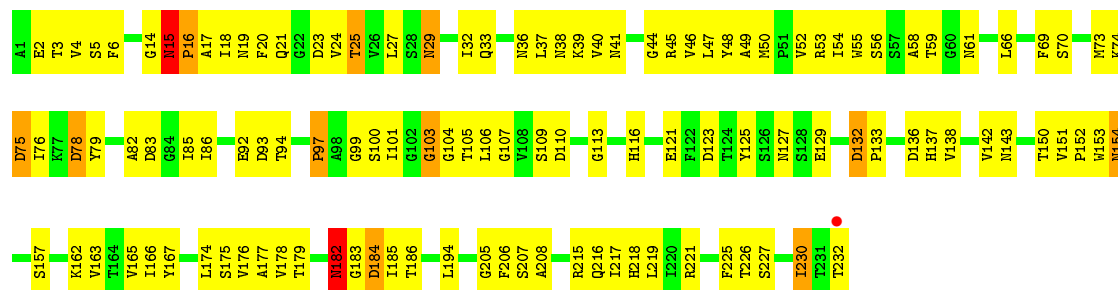 A1 E2 T3 V4 S5 F6 G14 N15 P16 A17 I18 N19 F20 Q21 G22 D23 V24 T25 V26 L27 S28 N29 I32 Q33 N36 L37 N38 K39 V40 N41 G44 R45 V46 L47 Y48 A49 M50 P51 V52 R53 I54 W55 S56 S57 A58 T59 G60 N61 L66 F69 S70 M73 K74
D75 I76 K77 D78 Y79 A82 D83 G84 I85 I86 E92 D93 T94 P97 A98 G99 S100 I101 G102 G103 G104 T105 L106 G107 V108 S109 D110 G113 H116 E121 F122 D123 T124 Y125 S126 N127 S128 E129 D132 P133 D136 H137 V138 V142 N143 T150 V151 P152 W153 N154
S157 K162 V163 T164 V165 I166 Y167 L174 S175 V176 A177 V178 T179 N182 G183 D184 I185 T186 L194 G205 F206 S207 A208 R215 Q216 I217 H218 L219 I220 R221 F225 T226 S227 I230 T231 T232